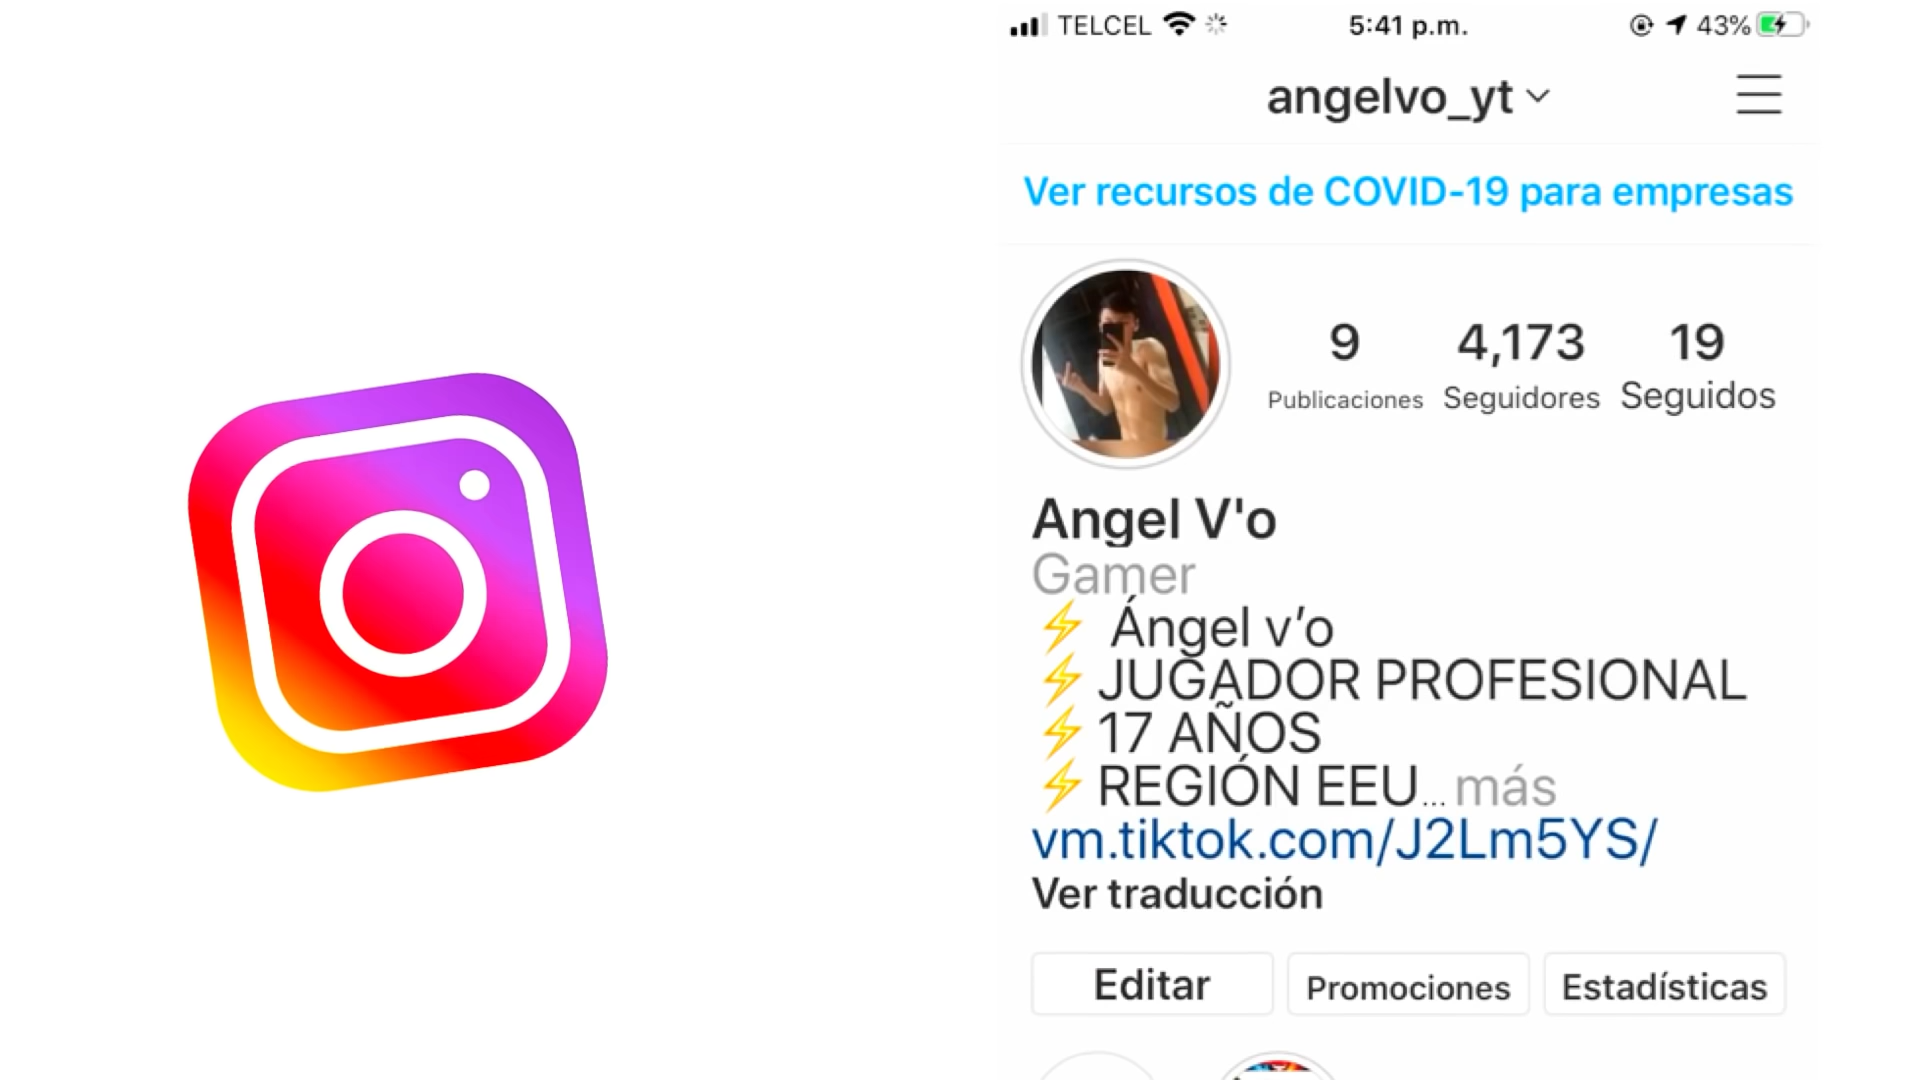 TELCEL 5:41 p.m. 43%
angelvo_yt
Ver recursos de COVID-19 para empresas
9 4,173 19
Publicaciones Seguidores Seguidos
Angel V'o
Gamer
⚡ Ángel v’o
⚡ JUGADOR PROFESIONAL
⚡ 17 AÑOS
⚡ REGIÓN EEU... más
vm.tiktok.com/J2Lm5YS/
Ver traducción
Editar Promociones Estadísticas